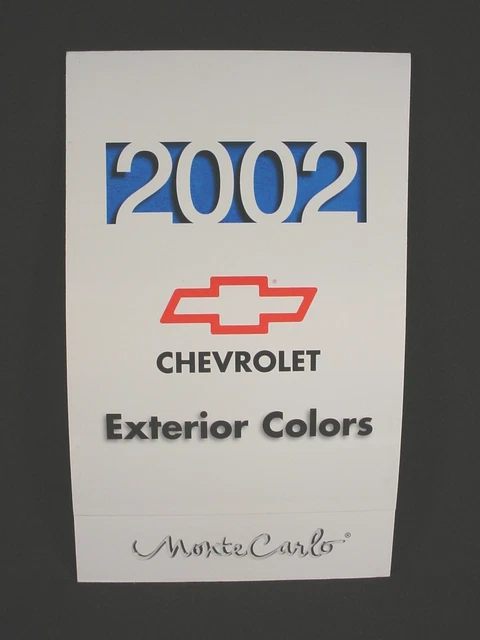 2002
CHEVROLET
Exterior Colors
Monte Carlo®